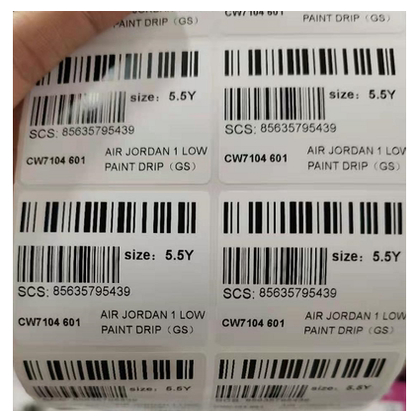 PAINT DRIP（GS）
CW7104 601
PAINT DRIP（GS）
size：5.5Y
SCS: 85635795439
AIR JORDAN 1 LOW
CW7104 601
PAINT DRIP（GS）
size：5.5Y
SCS: 85635795439
AIR JORDAN 1 LOW
CW7104 601
PAINT DRIP（GS）
size：5.5Y
SCS: 85635795439
CW7104 601
AIR JORDAN 1 LOW
PAINT DRIP（GS）
size：5.5Y
SCS: 85635795439
AIR JORDAN 1 LOW
CW7104 601
PAINT DRIP（GS）
size：5.5Y
size：5.5Y